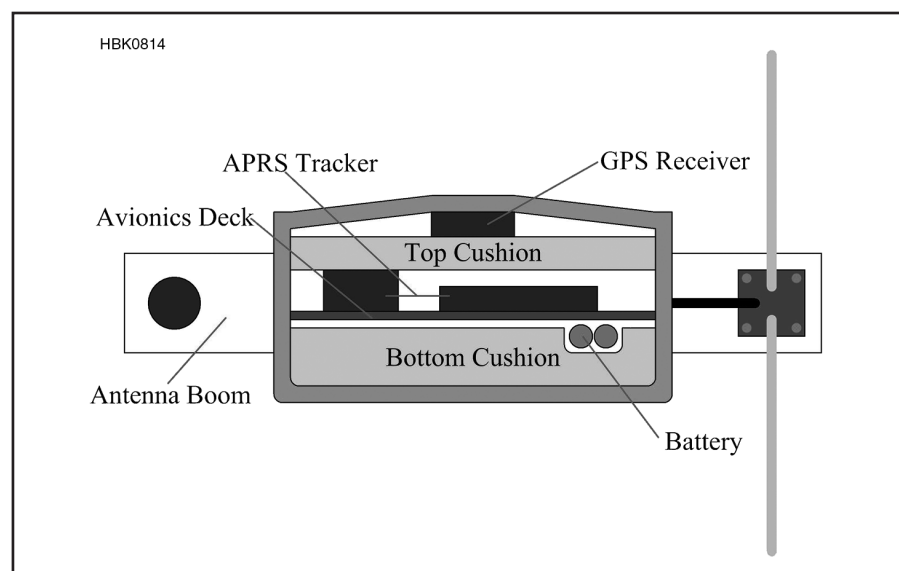 HBK0814
APRS Tracker
GPS Receiver
Avionics Deck
Top Cushion
Bottom Cushion
Antenna Boom
Battery